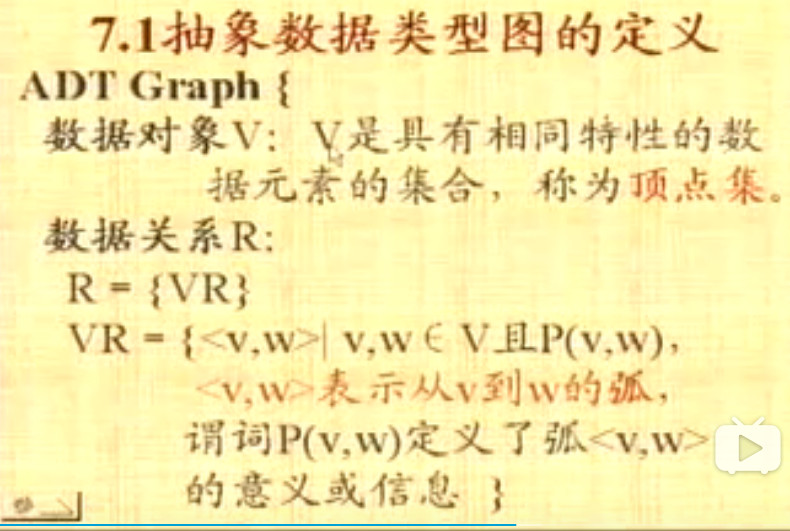 7.1抽象数据类型图的定义
ADT Graph {
数据对象V: V是具有相同特性的数
据元素的集合，称为顶点集。
数据关系R:
R = {VR}
VR = {<v,w>| v,w ∈ V且P(v,w),
<v,w>表示从v到w的弧,
谓词P(v,w)定义了弧<v,w>
的意义或信息 }